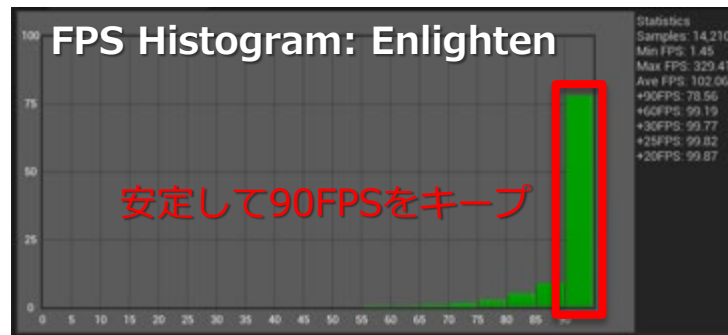 FPS Histogram: Enlighten
100
75
50
25
0
0 5 10 15 20 25 30 35 40 45 50 55 60 65 70 75 80 85 90
安定して90FPSをキープ
Statistics
Samples: 14,210
Min FPS: 1.45
Max FPS: 329.41
Ave FPS: 102.06
+90FPS: 78.56
+60FPS: 99.19
+30FPS: 99.77
+25FPS: 99.82
+20FPS: 99.87